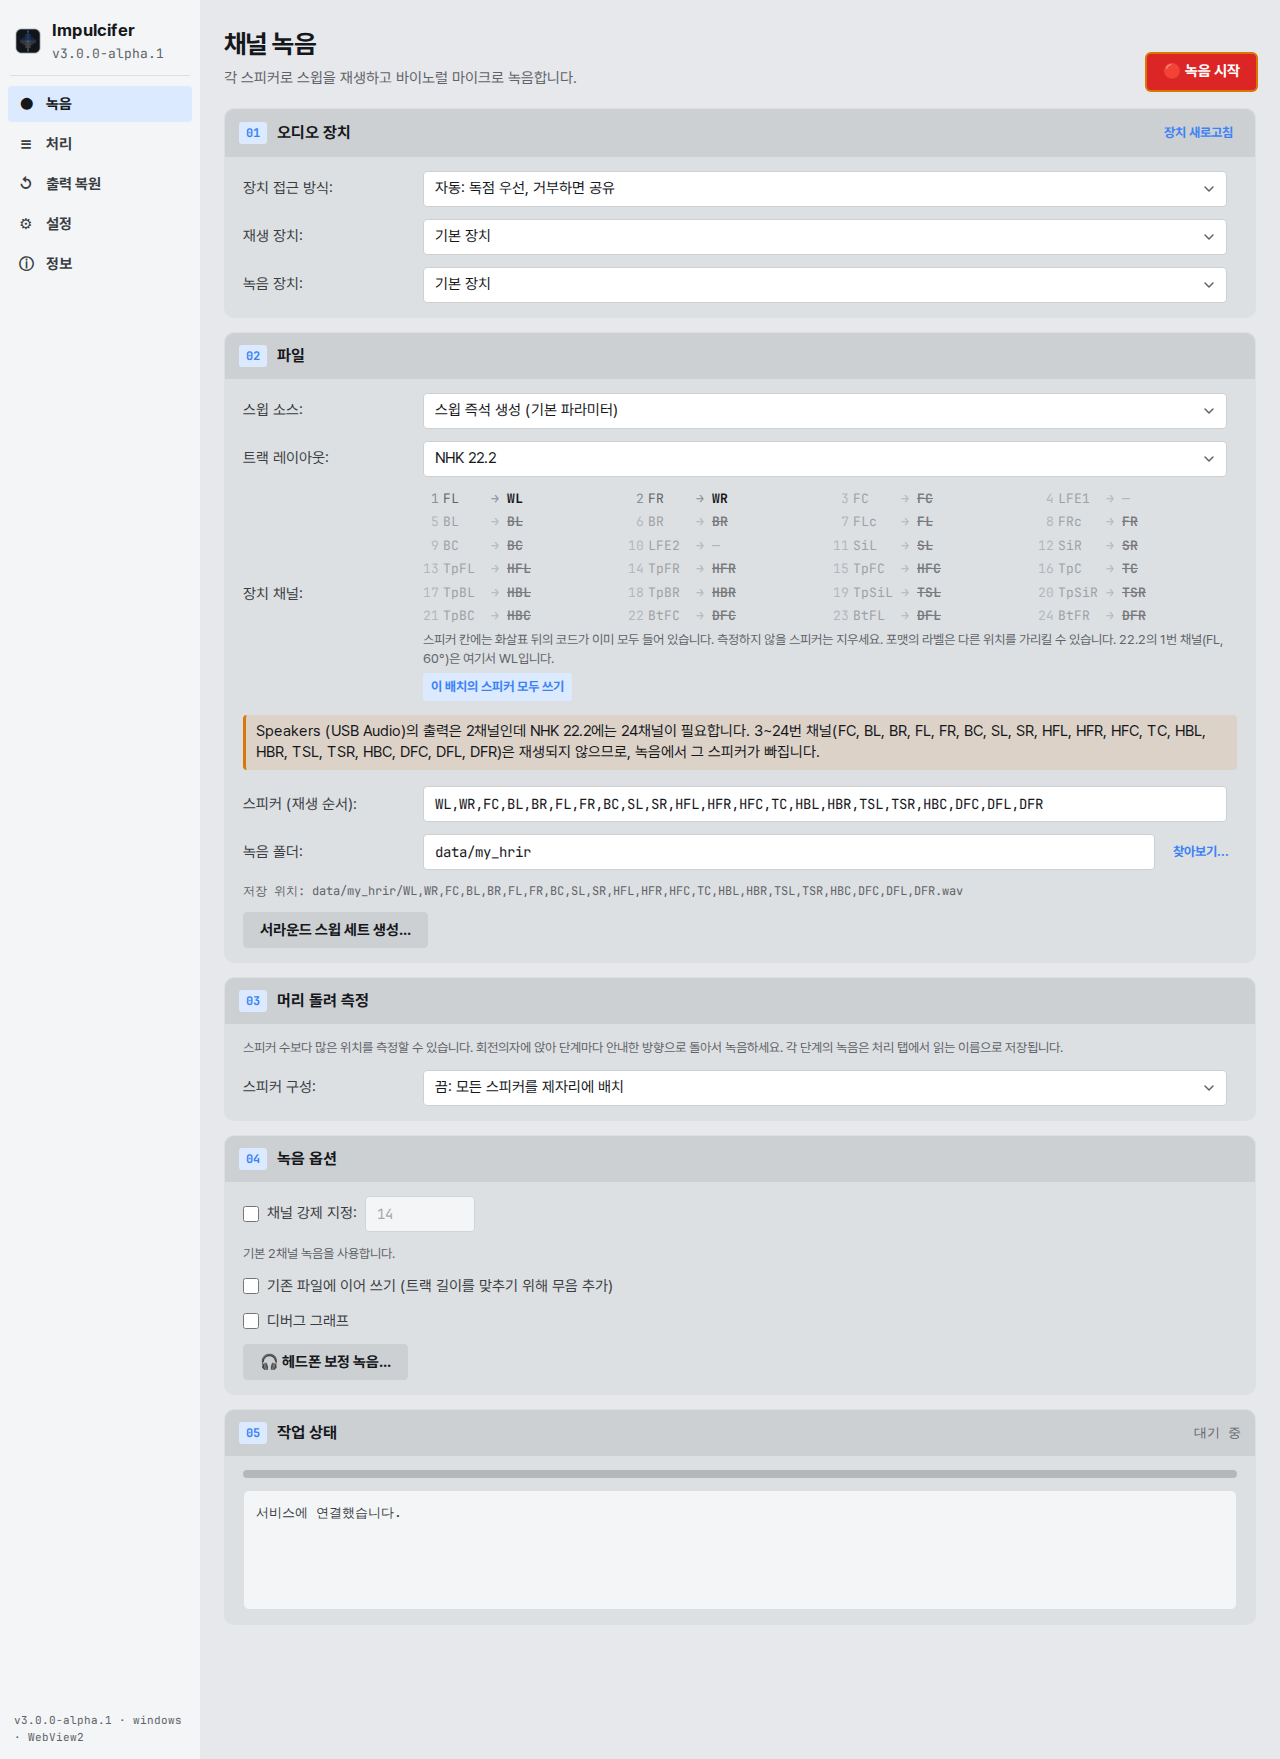 Impulcifer
v3.0.0-alpha.1
● 녹음
≡ 처리
출력 복원
⚙ 설정
ⓘ 정보
채널 녹음
각 스피커로 스윕을 재생하고 바이노럴 마이크로 녹음합니다.
🔴 녹음 시작
01 오디오 장치
장치 새로고침
장치 접근 방식: 자동: 독점 우선, 거부하면 공유
재생 장치: 기본 장치
녹음 장치: 기본 장치
02 파일
스윕 소스: 스윕 즉석 생성 (기본 파라미터)
트랙 레이아웃: NHK 22.2
장치 채널:
1 FL → WL 2 FR → WR 3 FC → FC 4 LFE1 → —
5 BL → BL 6 BR → BR 7 FLc → FL 8 FRc → FR
9 BC → BC 10 LFE2 → — 11 SiL → SL 12 SiR → SR
13 TpFL → HFL 14 TpFR → HFR 15 TpFC → HFC 16 TpC → TC
17 TpBL → HBL 18 TpBR → HBR 19 TpSiL → TSL 20 TpSiR → TSR
21 TpBC → HBC 22 BtFC → DFC 23 BtFL → DFL 24 BtFR → DFR
스피커 칸에는 화살표 뒤의 코드가 이미 모두 들어 있습니다. 측정하지 않을 스피커는 지우세요. 포맷의 라벨은 다른 위치를 가리킬 수 있습니다. 22.2의 1번 채널(FL,
60°)은 여기서 WL입니다.
이 배치의 스피커 모두 쓰기
Speakers (USB Audio)의 출력은 2채널인데 NHK 22.2에는 24채널이 필요합니다. 3~24번 채널(FC, BL, BR, FL, FR, BC, SL, SR, HFL, HFR, HFC, TC, HBL,
HBR, TSL, TSR, HBC, DFC, DFL, DFR)은 재생되지 않으므로, 녹음에서 그 스피커가 빠집니다.
스피커 (재생 순서): WL,WR,FC,BL,BR,FL,FR,BC,SL,SR,HFL,HFR,HFC,TC,HBL,HBR,TSL,TSR,HBC,DFC,DFL,DFR
녹음 폴더: data/my_hrir 찾아보기...
저장 위치: data/my_hrir/WL,WR,FC,BL,BR,FL,FR,BC,SL,SR,HFL,HFR,HFC,TC,HBL,HBR,TSL,TSR,HBC,DFC,DFL,DFR.wav
서라운드 스윕 세트 생성...
03 머리 돌려 측정
스피커 수보다 많은 위치를 측정할 수 있습니다. 회전의자에 앉아 단계마다 안내한 방향으로 돌아서 녹음하세요. 각 단계의 녹음은 처리 탭에서 읽는 이름으로 저장됩니다.
스피커 구성: 끔: 모든 스피커를 제자리에 배치
04 녹음 옵션
채널 강제 지정: 14
기본 2채널 녹음을 사용합니다.
기존 파일에 이어 쓰기 (트랙 길이를 맞추기 위해 무음 추가)
디버그 그래프
🎧 헤드폰 보정 녹음...
05 작업 상태
대기 중
서비스에 연결했습니다.
v3.0.0-alpha.1 · windows
· WebView2